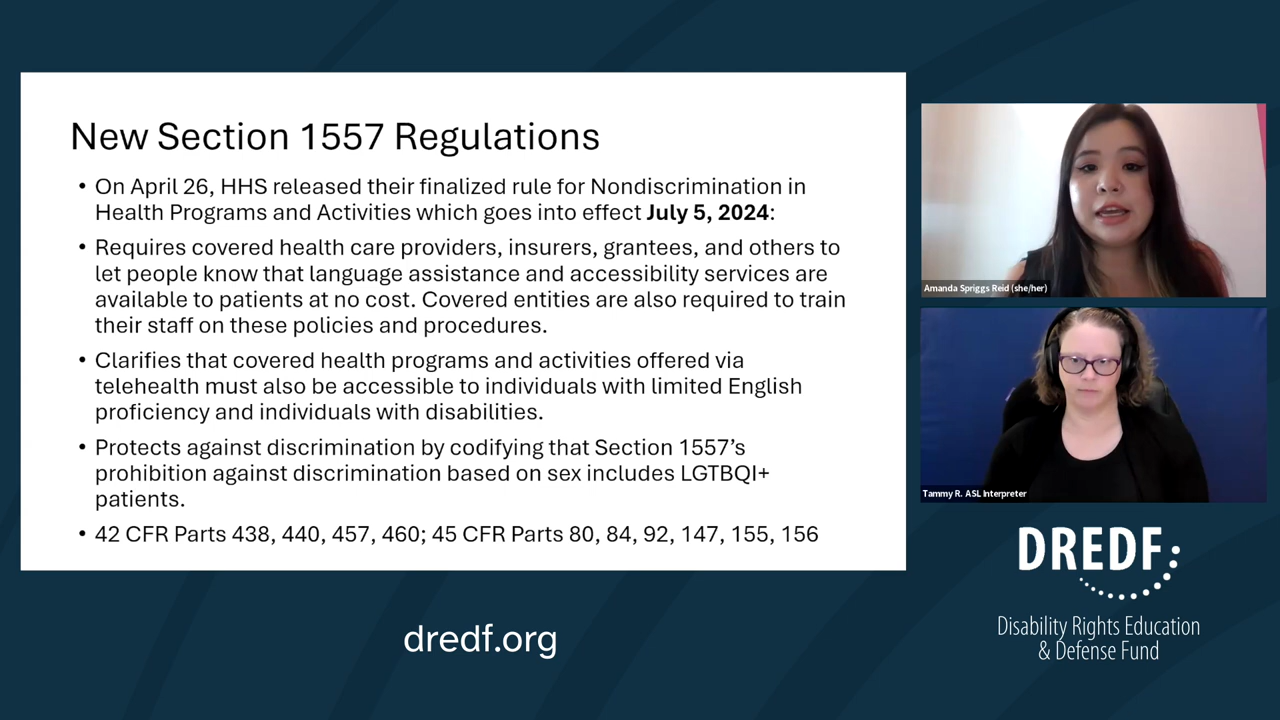 New Section 1557 Regulations
• On April 26, HHS released their finalized rule for Nondiscrimination in
Health Programs and Activities which goes into effect July 5, 2024:
• Requires covered health care providers, insurers, grantees, and others to
let people know that language assistance and accessibility services are
available to patients at no cost. Covered entities are also required to train
their staff on these policies and procedures.
• Clarifies that covered health programs and activities offered via
telehealth must also be accessible to individuals with limited English
proficiency and individuals with disabilities.
• Protects against discrimination by codifying that Section 1557’s
prohibition against discrimination based on sex includes LGTBQI+
patients.
• 42 CFR Parts 438, 440, 457, 460; 45 CFR Parts 80, 84, 92, 147, 155, 156
Amanda Spriggs Reid (she/her)
Tammy R. ASL Interpreter
DREDF
Disability Rights Education
& Defense Fund
dredf.org